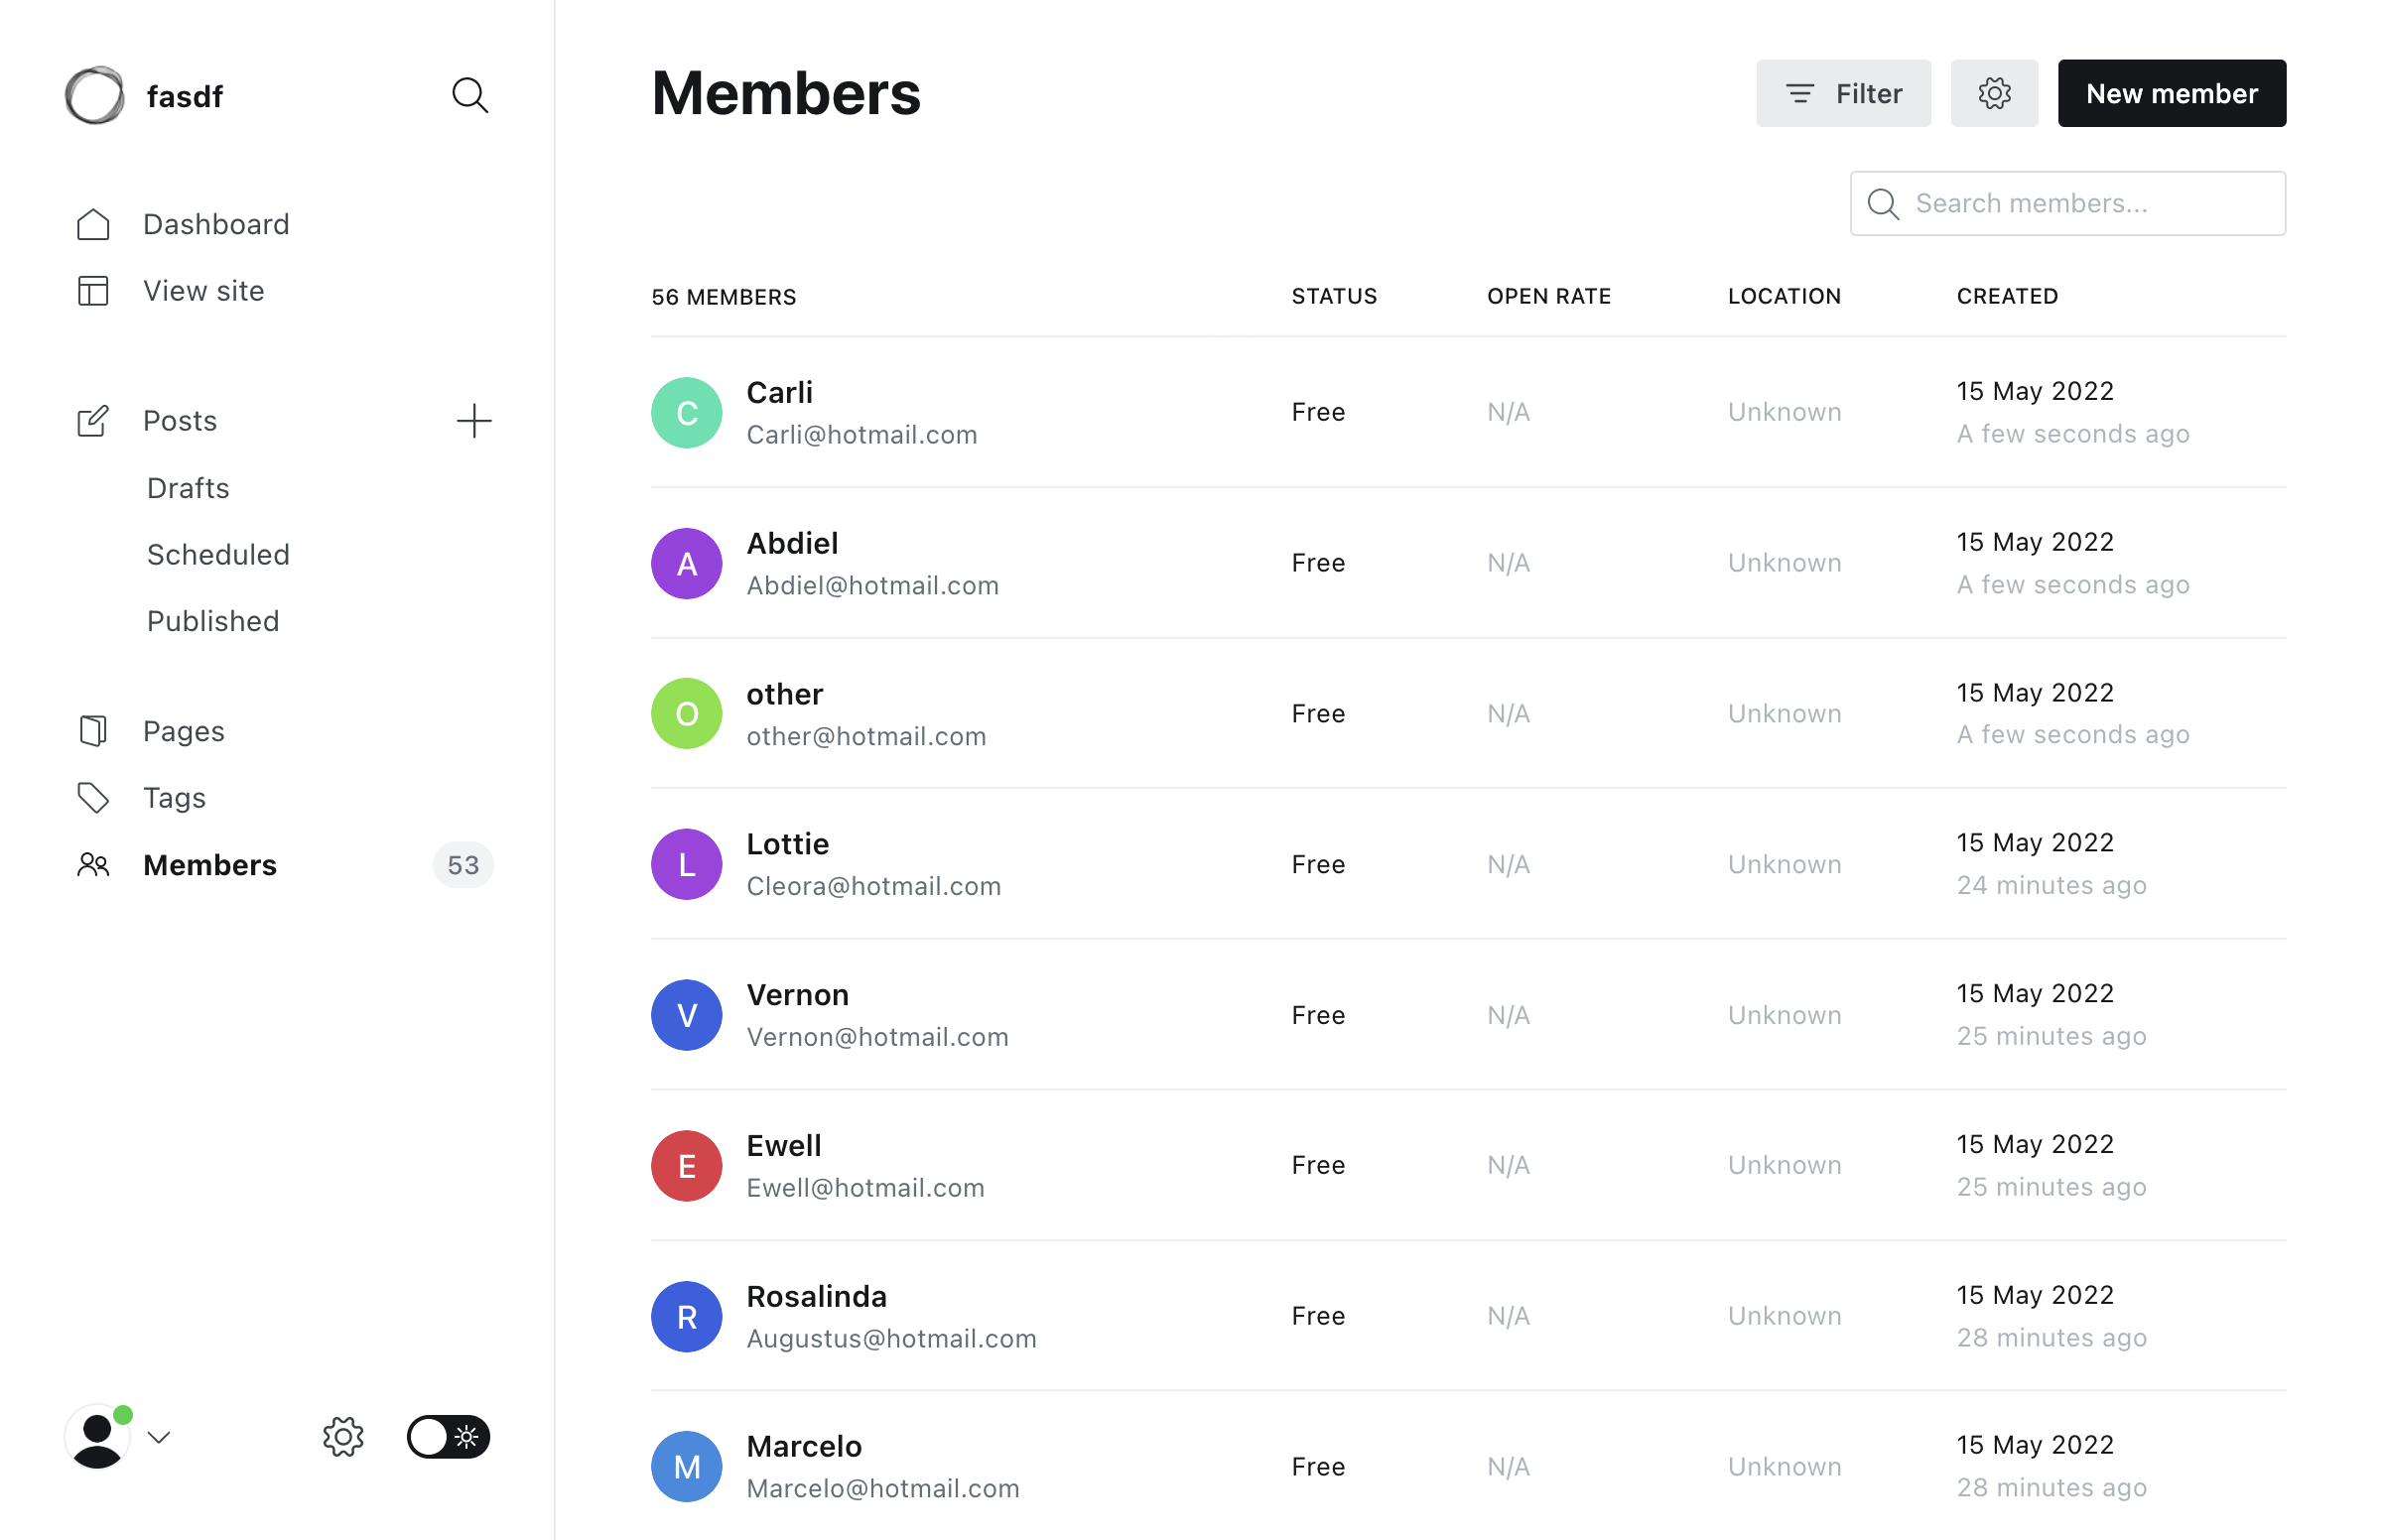 fasdf
Dashboard
View site
Posts
Drafts
Scheduled
Published
Pages
Tags
Members 53
Members
Filter
New member
Search members...
56 MEMBERS STATUS OPEN RATE LOCATION CREATED
C Carli Free N/A Unknown 15 May 2022
Carli@hotmail.com A few seconds ago
A Abdiel Free N/A Unknown 15 May 2022
Abdiel@hotmail.com A few seconds ago
O other Free N/A Unknown 15 May 2022
other@hotmail.com A few seconds ago
L Lottie Free N/A Unknown 15 May 2022
Cleora@hotmail.com 24 minutes ago
V Vernon Free N/A Unknown 15 May 2022
Vernon@hotmail.com 25 minutes ago
E Ewell Free N/A Unknown 15 May 2022
Ewell@hotmail.com 25 minutes ago
R Rosalinda Free N/A Unknown 15 May 2022
Augustus@hotmail.com 28 minutes ago
M Marcelo Free N/A Unknown 15 May 2022
Marcelo@hotmail.com 28 minutes ago